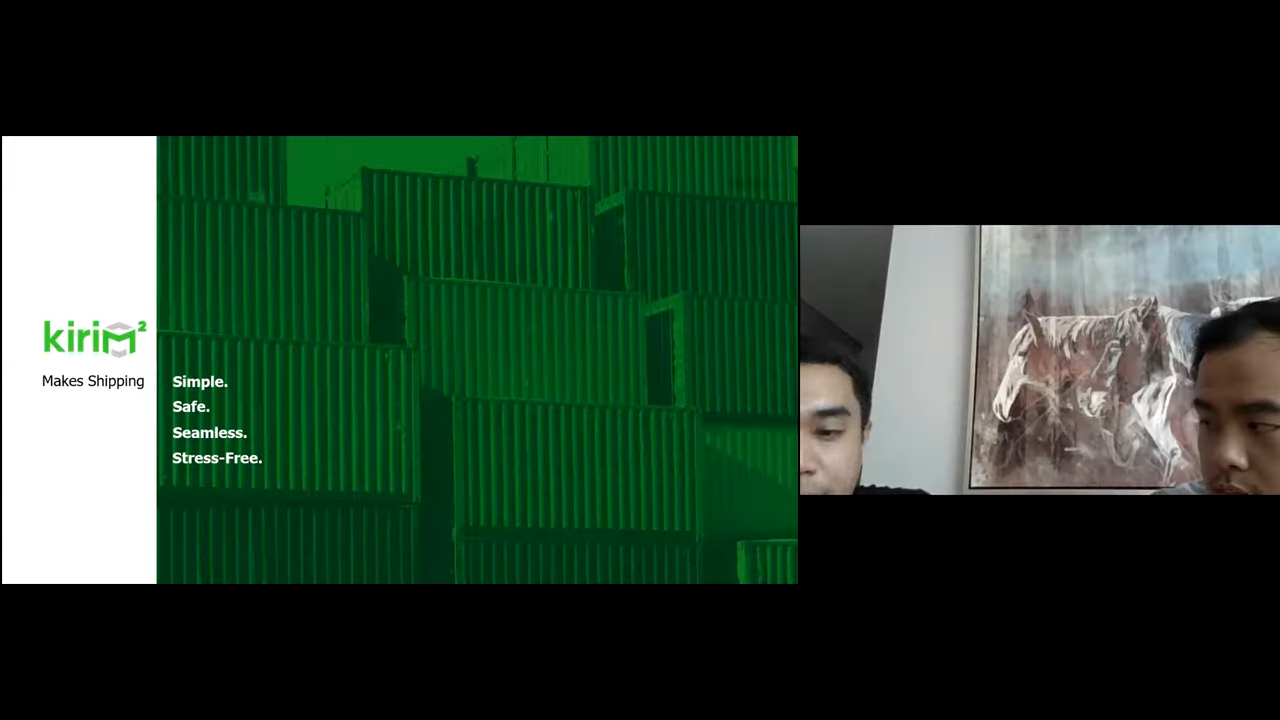 kirim²
Makes Shipping
Simple.
Safe.
Seamless.
Stress-Free.